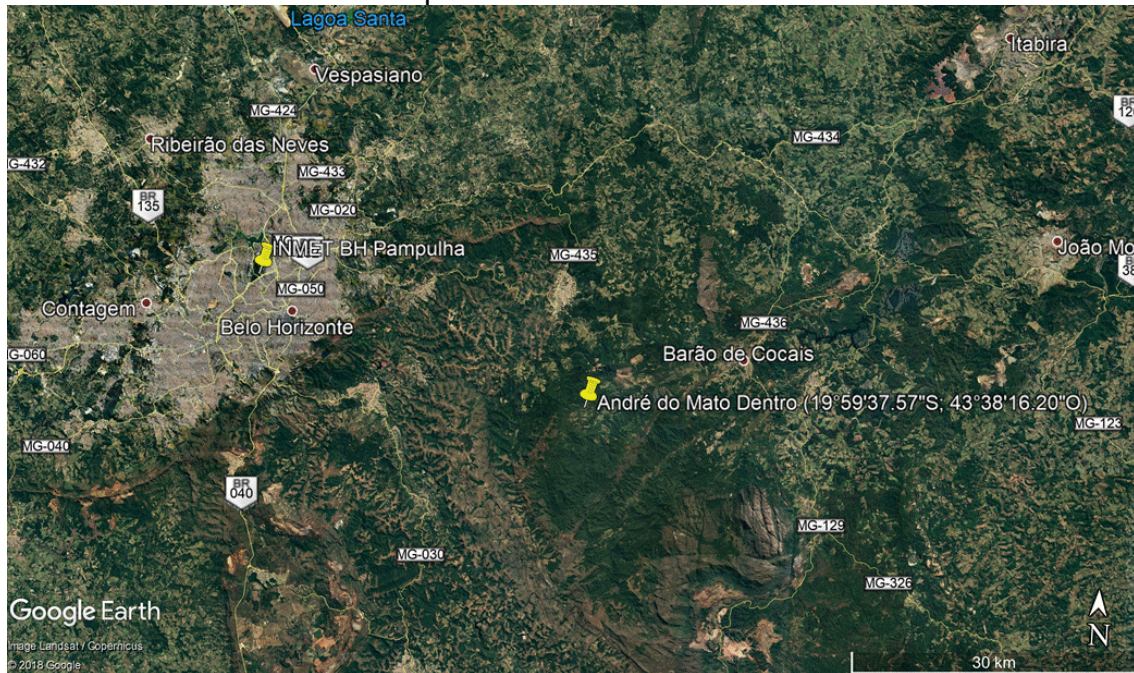 Lagoa Santa
Itabira
Vespasiano
MG-424
Ribeirão das Neves
MG-434
MG-432
MG-433
BR
135
MG-020
INMET BH Pampulha
MG-435
João Mo
BR
38
MG-050
Contagem
Belo Horizonte
MG-436
MG-060
Barão de Cocais
André do Mato Dentro (19°59'37.57"S; 43°38'16.20"O)
MG-123
MG-040
BR
040
MG-129
MG-030
MG-326
Google Earth
N
Image Landsat / Copernicus
© 2018 Google
30 km